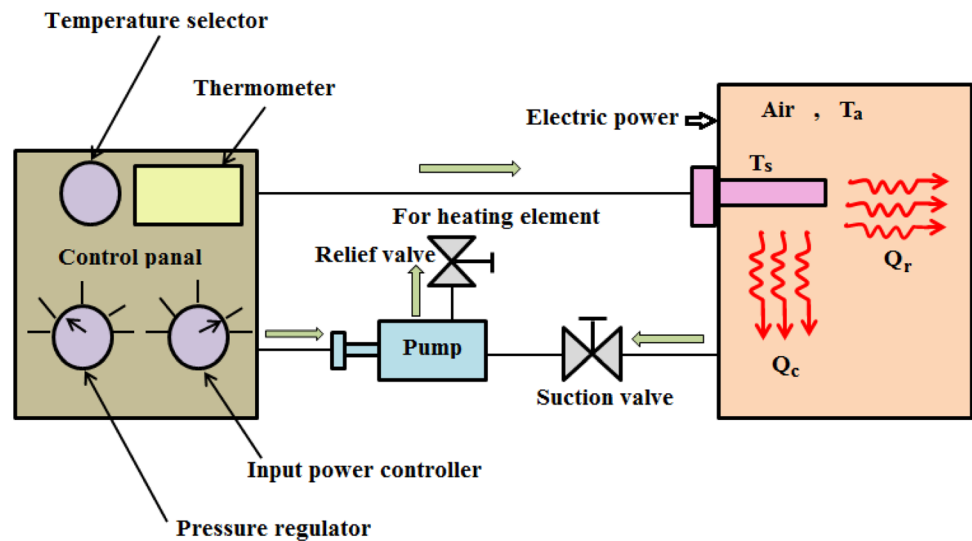 Temperature selector
Thermometer
Electric power
Air , Ta
Ts
For heating element
Control panal
Relief valve
Qr
Pump
Qc
Suction valve
Input power controller
Pressure regulator